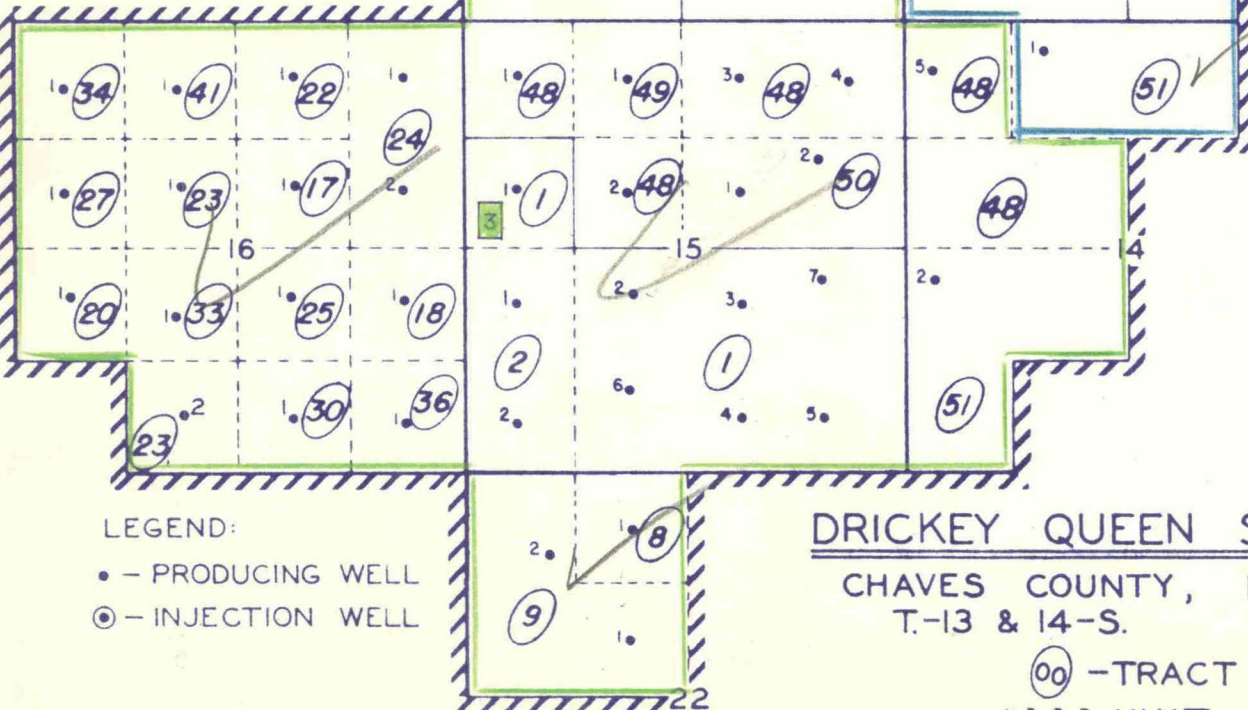 1 34 1 41 1 22 1 1 48 1 49 3 48 4 5 48 1 51
24
1 27 1 23 1 17 2 1 1 2 48 1 2 50 48
3
16 15 14
1 20 1 33 1 25 1 18 1 2 3 7 2
2 1
6
23 2 1 30 1 36 2 4 5 51
1 8
2
9
1
22
LEGEND:
• – PRODUCING WELL
⦿ – INJECTION WELL
DRICKEY QUEEN S
CHAVES COUNTY,
T.-13 & 14-S.
00 – TRACT